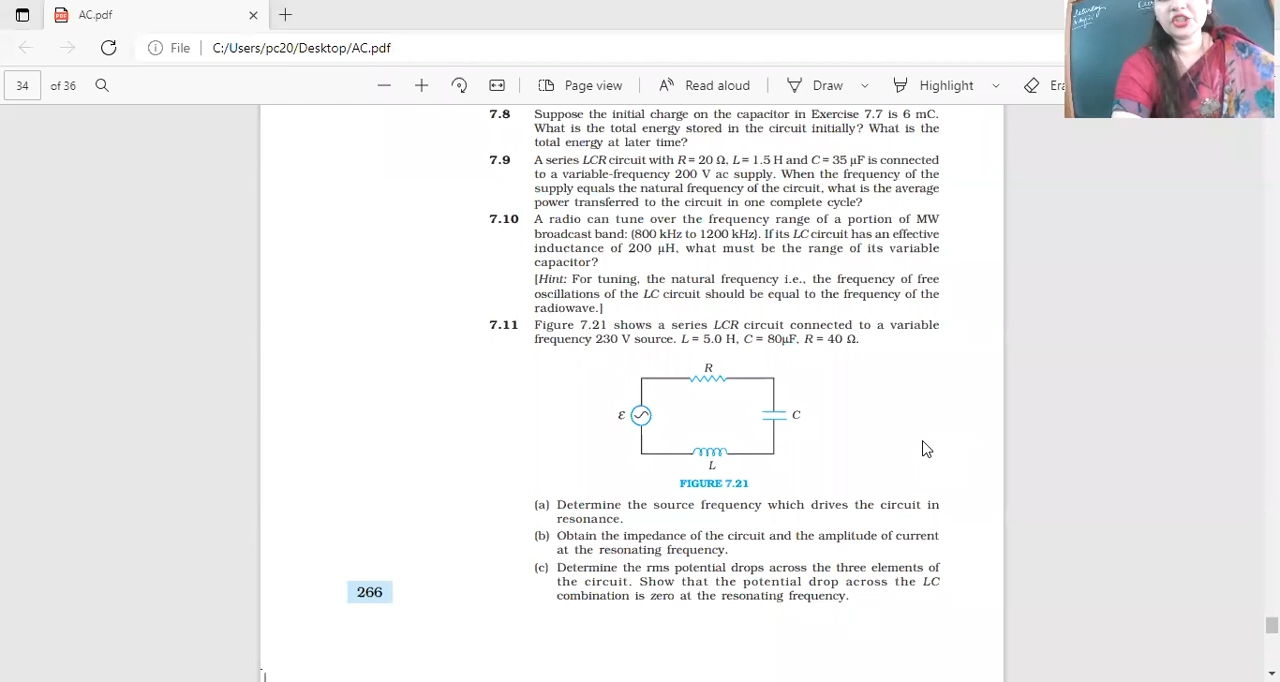 AC.pdf
File
C:/Users/pc20/Desktop/AC.pdf
34 of 36
Page view
Read aloud
Draw
Highlight
Era
Saturday
7.8 Suppose the initial charge on the capacitor in Exercise 7.7 is 6 mC.
What is the total energy stored in the circuit initially? What is the
total energy at later time?
7.9 A series LCR circuit with R = 20 Ω, L = 1.5 H and C = 35 μF is connected
to a variable-frequency 200 V ac supply. When the frequency of the
supply equals the natural frequency of the circuit, what is the average
power transferred to the circuit in one complete cycle?
7.10 A radio can tune over the frequency range of a portion of MW
broadcast band: (800 kHz to 1200 kHz). If its LC circuit has an effective
inductance of 200 μH, what must be the range of its variable
capacitor?
[Hint: For tuning, the natural frequency i.e., the frequency of free
oscillations of the LC circuit should be equal to the frequency of the
radiowave.]
7.11 Figure 7.21 shows a series LCR circuit connected to a variable
frequency 230 V source. L = 5.0 H, C = 80μF, R = 40 Ω.
R
ε
C
L
FIGURE 7.21
(a) Determine the source frequency which drives the circuit in
resonance.
(b) Obtain the impedance of the circuit and the amplitude of current
at the resonating frequency.
(c) Determine the rms potential drops across the three elements of
the circuit. Show that the potential drop across the LC
combination is zero at the resonating frequency.
266